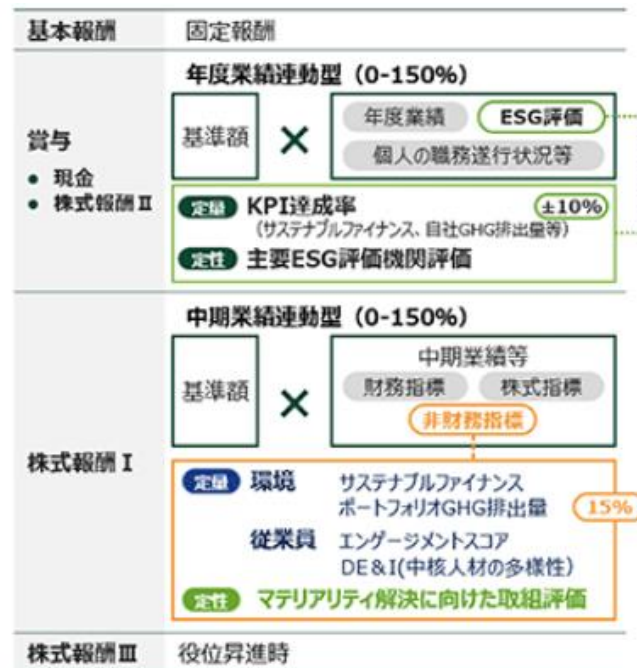 基本報酬 固定報酬
年度業績連動型（0-150%）
賞与
• 現金
• 株式報酬Ⅱ
基準額 × 年度業績 ESG評価
個人の職務遂行状況等
定量 KPI達成率 ±10%
（サステナブルファイナンス、自社GHG排出量等）
定性 主要ESG評価機関評価
株式報酬Ⅰ
中期業績連動型（0-150%）
基準額 × 中期業績等
財務指標 株式指標
非財務指標
定量 環境 サステナブルファイナンス
ポートフォリオGHG排出量
15%
従業員 エンゲージメントスコア
DE&I(中核人材の多様性）
定性 マテリアリティ解決に向けた取組評価
株式報酬Ⅲ 役位昇進時